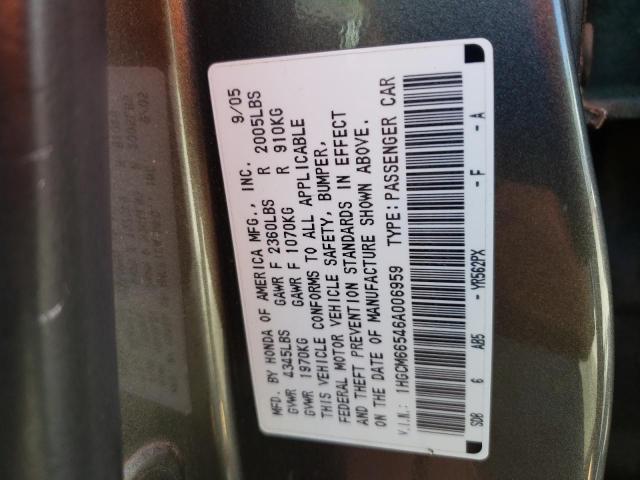 MFD. BY HONDA OF AMERICA MFG., INC. 9/05
GVWR 4345LBS GAWR F 2360LBS R 2005LBS
GVWR 1970KG GAWR F 1070KG R 910KG
THIS VEHICLE CONFORMS TO ALL APPLICABLE
FEDERAL MOTOR VEHICLE SAFETY, BUMPER,
AND THEFT PREVENTION STANDARDS IN EFFECT
ON THE DATE OF MANUFACTURE SHOWN ABOVE.
V.I.N.: 1HGCM66546A006959 TYPE: PASSENGER CAR
SDB 6 AB5 - YR562PX - F - A